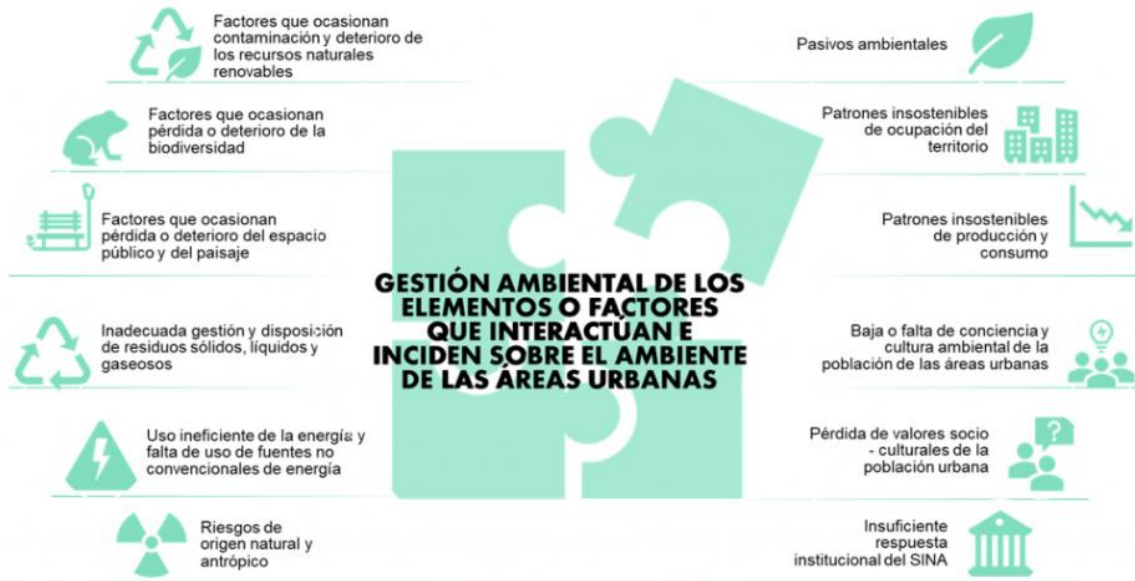 Factores que ocasionan
contaminación y deterioro de
los recursos naturales
renovables
Factores que ocasionan
pérdida o deterioro de la
biodiversidad
Factores que ocasionan
pérdida o deterioro del espacio
público y del paisaje
Inadecuada gestión y disposición
de residuos sólidos, líquidos y
gaseosos
Uso ineficiente de la energía y
falta de uso de fuentes no
convencionales de energía
Riesgos de
origen natural y
antrópico
GESTIÓN AMBIENTAL DE LOS
ELEMENTOS O FACTORES
QUE INTERACTÚAN E
INCIDEN SOBRE EL AMBIENTE
DE LAS ÁREAS URBANAS
Pasivos ambientales
Patrones insostenibles
de ocupación del
territorio
Patrones insostenibles
de producción y
consumo
Baja o falta de conciencia y
cultura ambiental de la
población de las áreas urbanas
Pérdida de valores socio
- culturales de la
población urbana
?
Insuficiente
respuesta
institucional del SINA